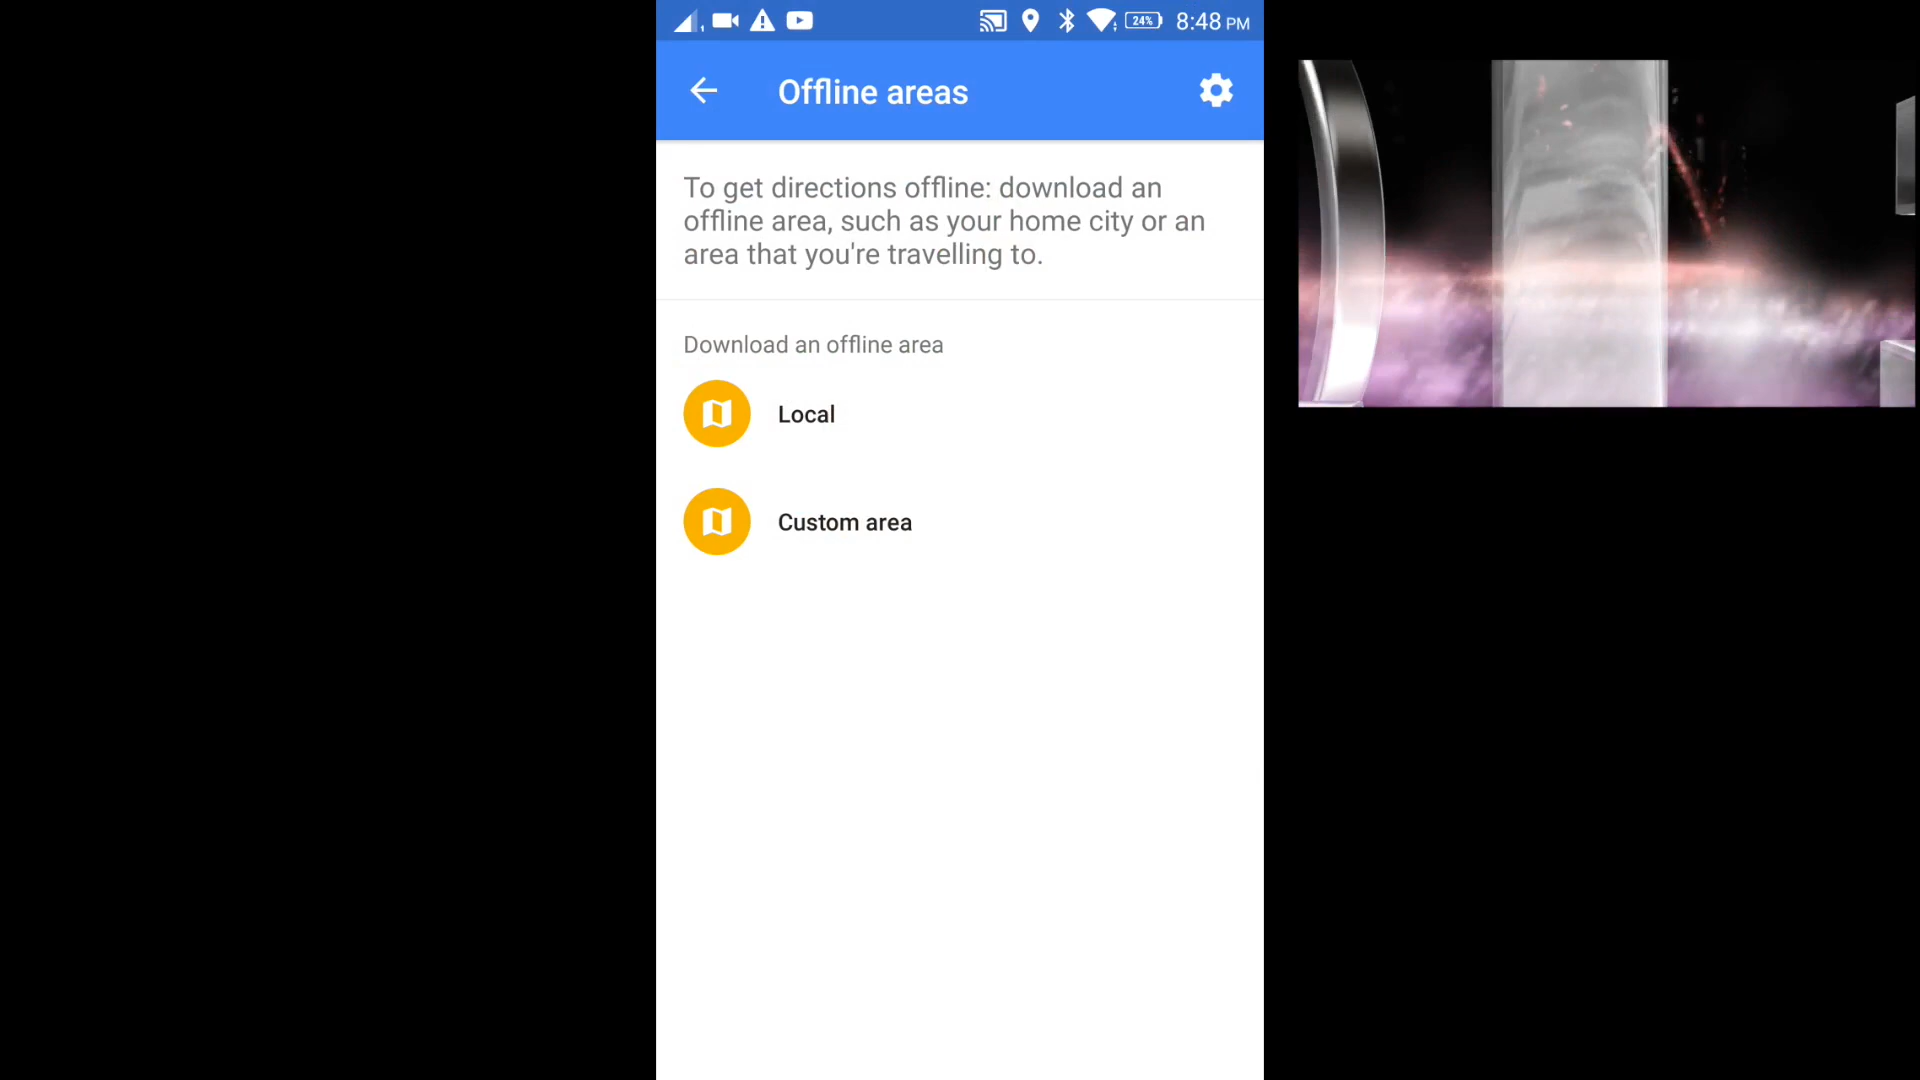 24% 8:48 PM
Offline areas
To get directions offline: download an
offline area, such as your home city or an
area that you're travelling to.
Download an offline area
Local
Custom area